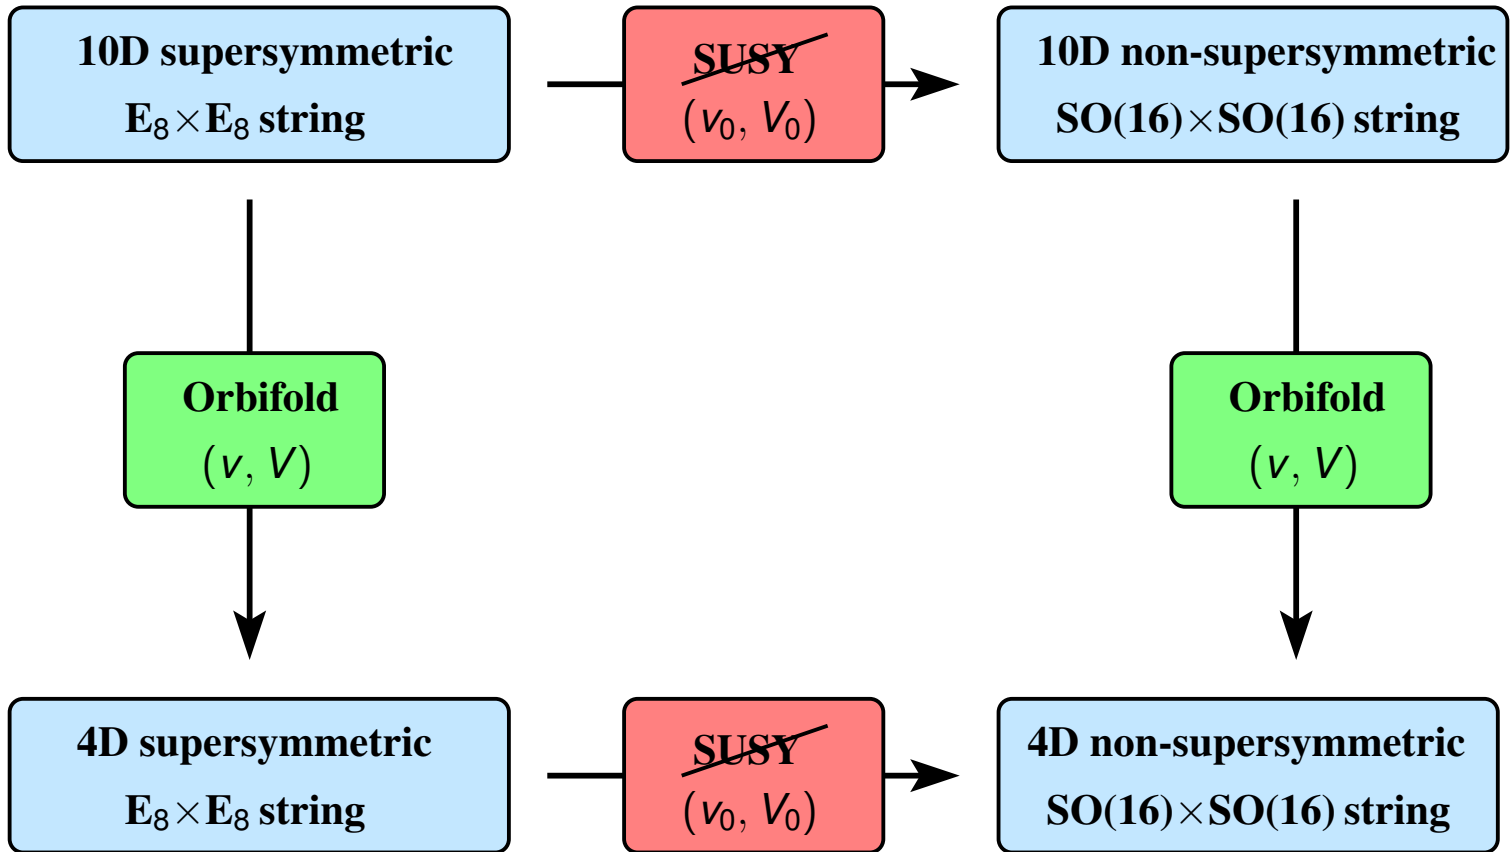 10D supersymmetric
E₈×E₈ string
SUSY
(v₀, V₀)
10D non-supersymmetric
SO(16)×SO(16) string
Orbifold
(v, V)
Orbifold
(v, V)
4D supersymmetric
E₈×E₈ string
SUSY
(v₀, V₀)
4D non-supersymmetric
SO(16)×SO(16) string